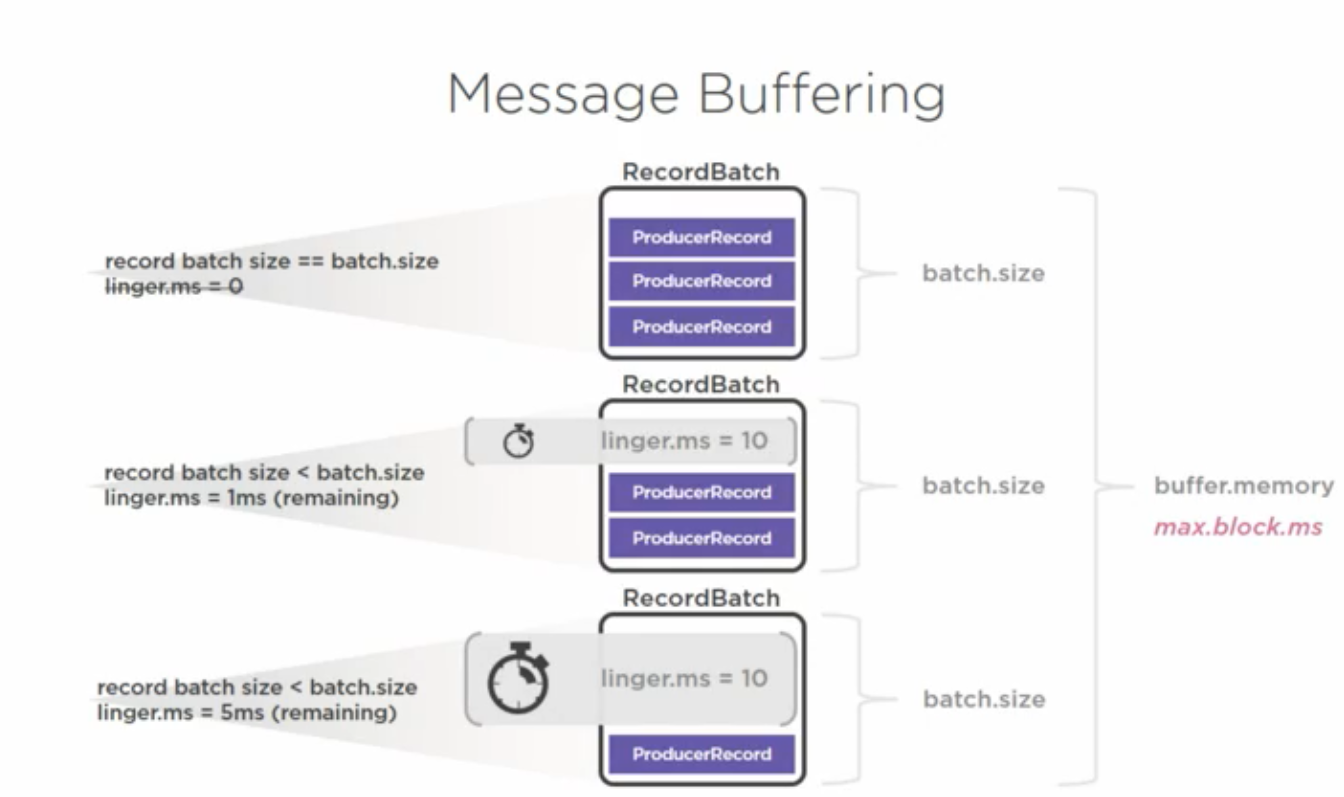 Message Buffering
RecordBatch
ProducerRecord
ProducerRecord
ProducerRecord
record batch size == batch.size
linger.ms = 0
batch.size
RecordBatch
linger.ms = 10
ProducerRecord
ProducerRecord
record batch size < batch.size
linger.ms = 1ms (remaining)
batch.size
buffer.memory
max.block.ms
RecordBatch
linger.ms = 10
ProducerRecord
record batch size < batch.size
linger.ms = 5ms (remaining)
batch.size